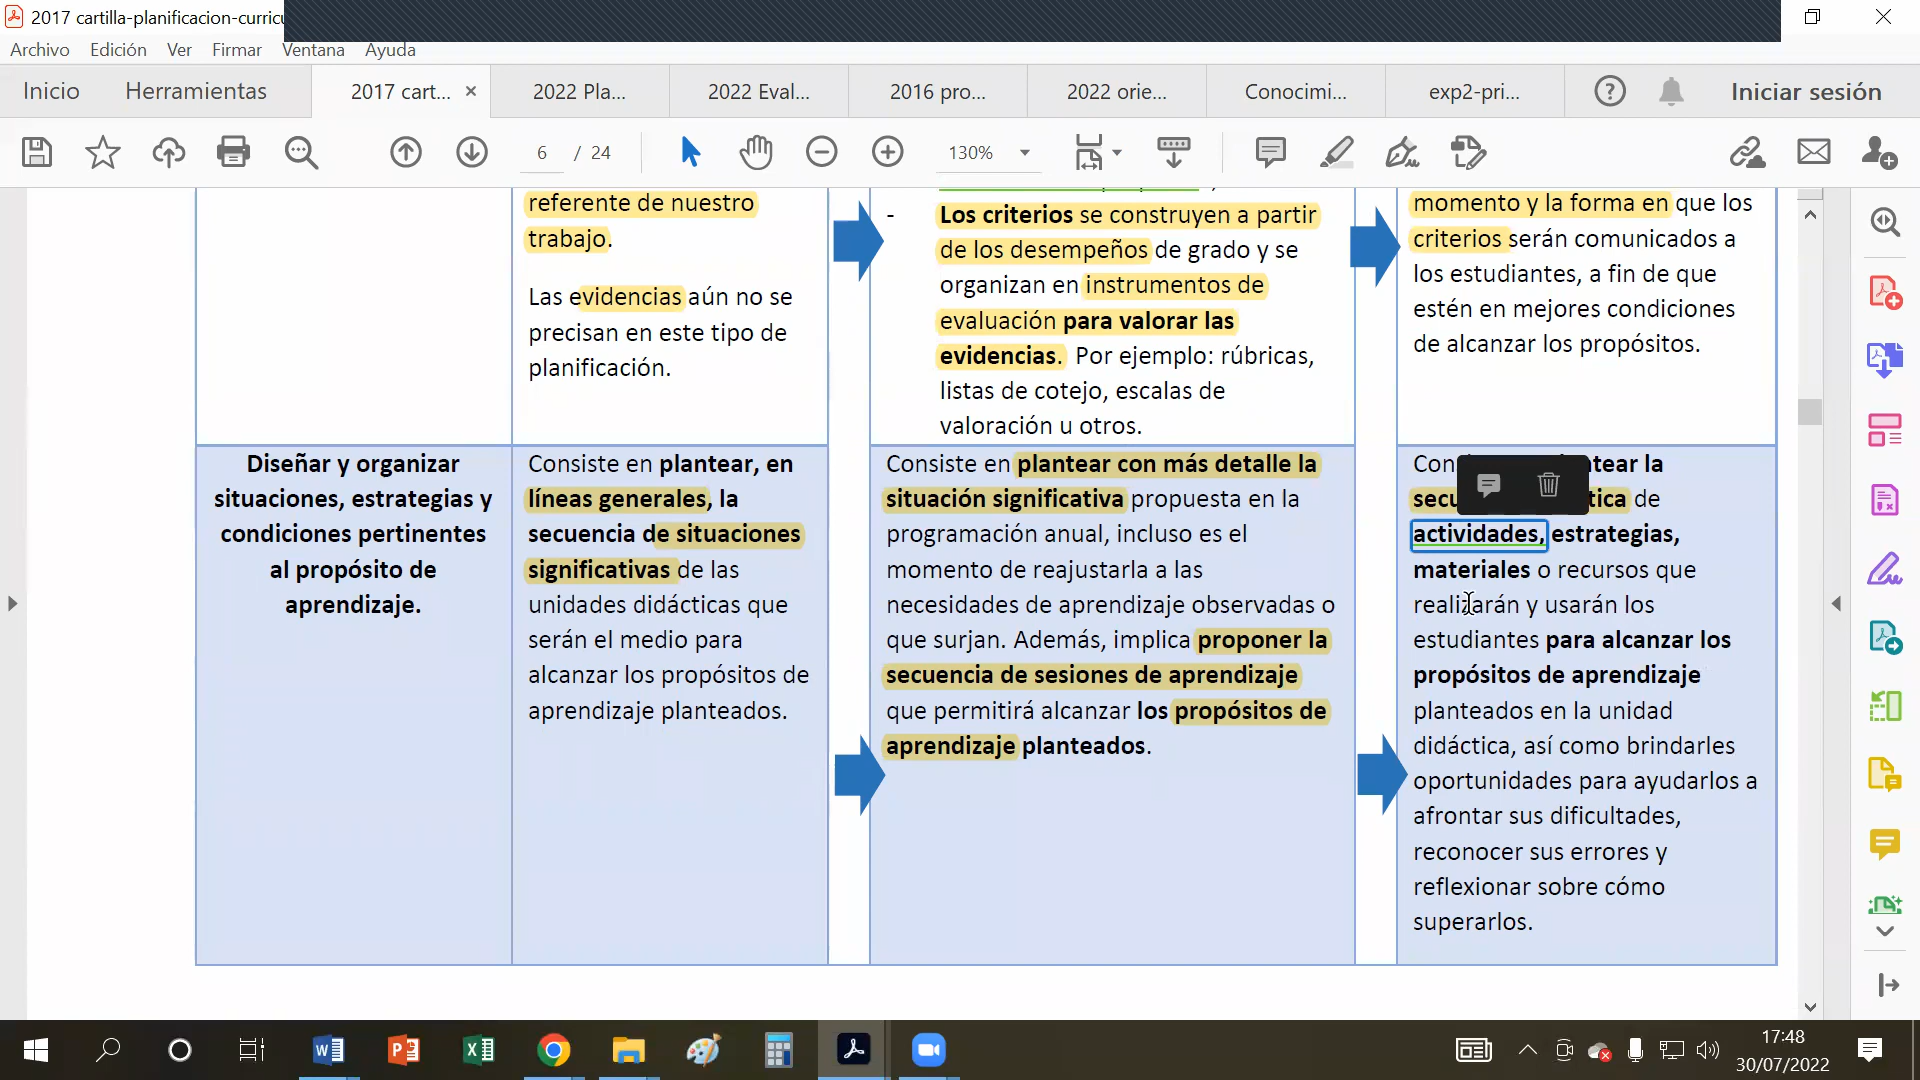 2017 cartilla-planificacion-curricu
Archivo Edición Ver Firmar Ventana Ayuda
Inicio Herramientas 2017 cart... × 2022 Pla... 2022 Eval... 2016 pro... 2022 orie... Conocimi... exp2-pri... Iniciar sesión
6 / 24 130%
referente de nuestro
trabajo.
Las evidencias aún no se
precisan en este tipo de
planificación.
- Los criterios se construyen a partir
de los desempeños de grado y se
organizan en instrumentos de
evaluación para valorar las
evidencias. Por ejemplo: rúbricas,
listas de cotejo, escalas de
valoración u otros.
momento y la forma en que los
criterios serán comunicados a
los estudiantes, a fin de que
estén en mejores condiciones
de alcanzar los propósitos.
Diseñar y organizar
situaciones, estrategias y
condiciones pertinentes
al propósito de
aprendizaje.
Consiste en plantear, en
líneas generales, la
secuencia de situaciones
significativas de las
unidades didácticas que
serán el medio para
alcanzar los propósitos de
aprendizaje planteados.
Consiste en plantear con más detalle la
situación significativa propuesta en la
programación anual, incluso es el
momento de reajustarla a las
necesidades de aprendizaje observadas o
que surjan. Además, implica proponer la
secuencia de sesiones de aprendizaje
que permitirá alcanzar los propósitos de
aprendizaje planteados.
la
de
actividades, estrategias,
materiales o recursos que
realizarán y usarán los
estudiantes para alcanzar los
propósitos de aprendizaje
planteados en la unidad
didáctica, así como brindarles
oportunidades para ayudarlos a
afrontar sus dificultades,
reconocer sus errores y
reflexionar sobre cómo
superarlos.
17:48
30/07/2022